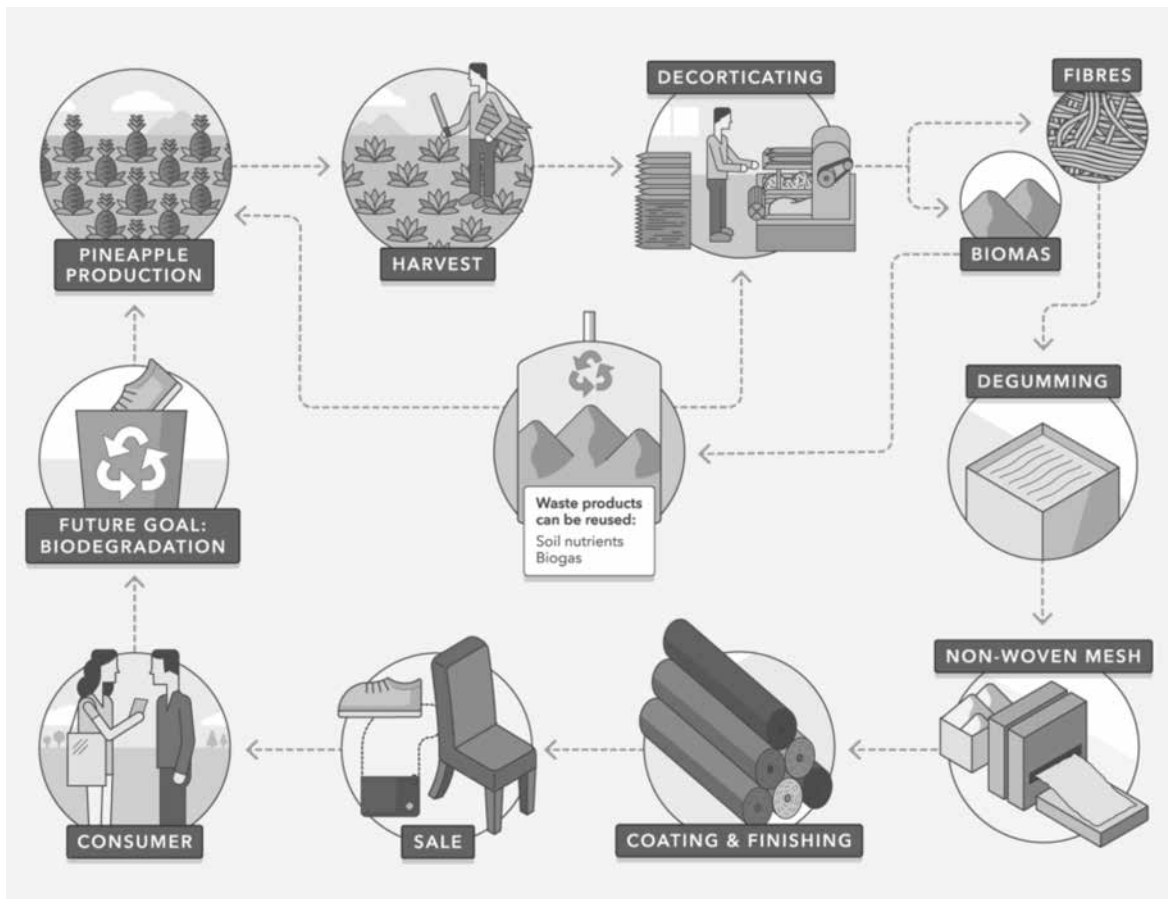 DECORTICATING
FIBRES
PINEAPPLE
PRODUCTION
HARVEST
BIOMAS
DEGUMMING
Waste products
can be reused:
Soil nutrients
Biogas
FUTURE GOAL:
BIODEGRADATION
NON-WOVEN MESH
CONSUMER
SALE
COATING & FINISHING